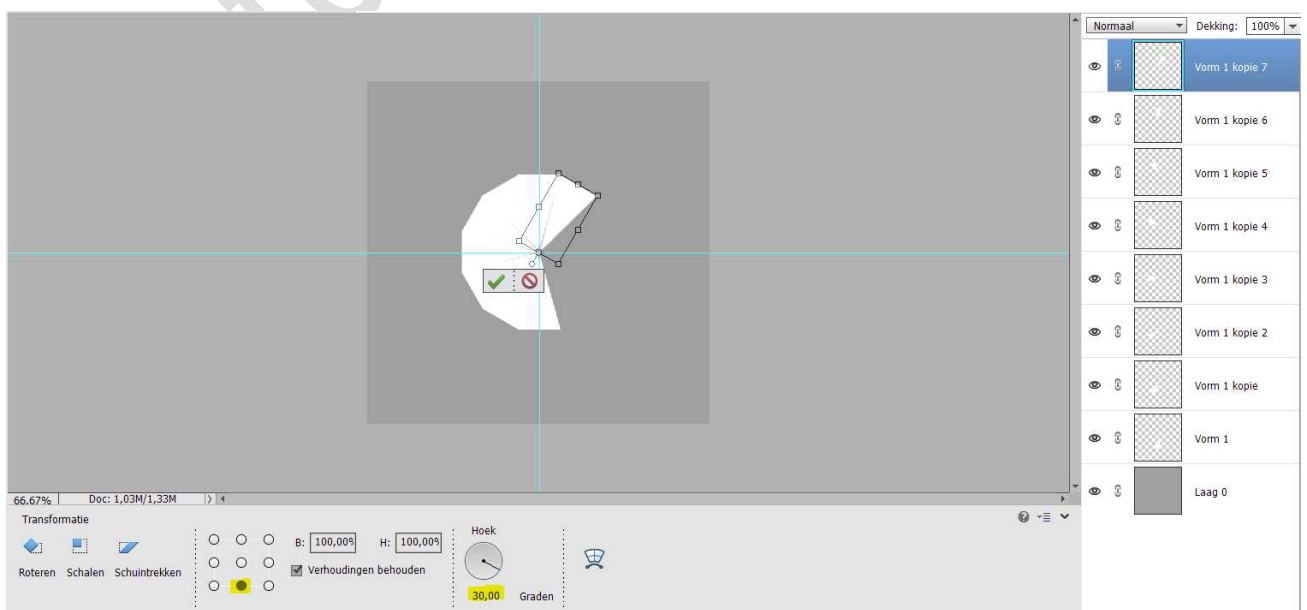 Normaal Dekking: 100%
Vorm 1 kopie 7
Vorm 1 kopie 6
Vorm 1 kopie 5
Vorm 1 kopie 4
Vorm 1 kopie 3
Vorm 1 kopie 2
Vorm 1 kopie
Vorm 1
Laag 0
66.67% Doc: 1,03M/1,33M
Transformatie
Roteren Schalen Schuintrekken
B: 100,00% H: 100,00%
Verhoudingen behouden
Hoek
30,00 Graden